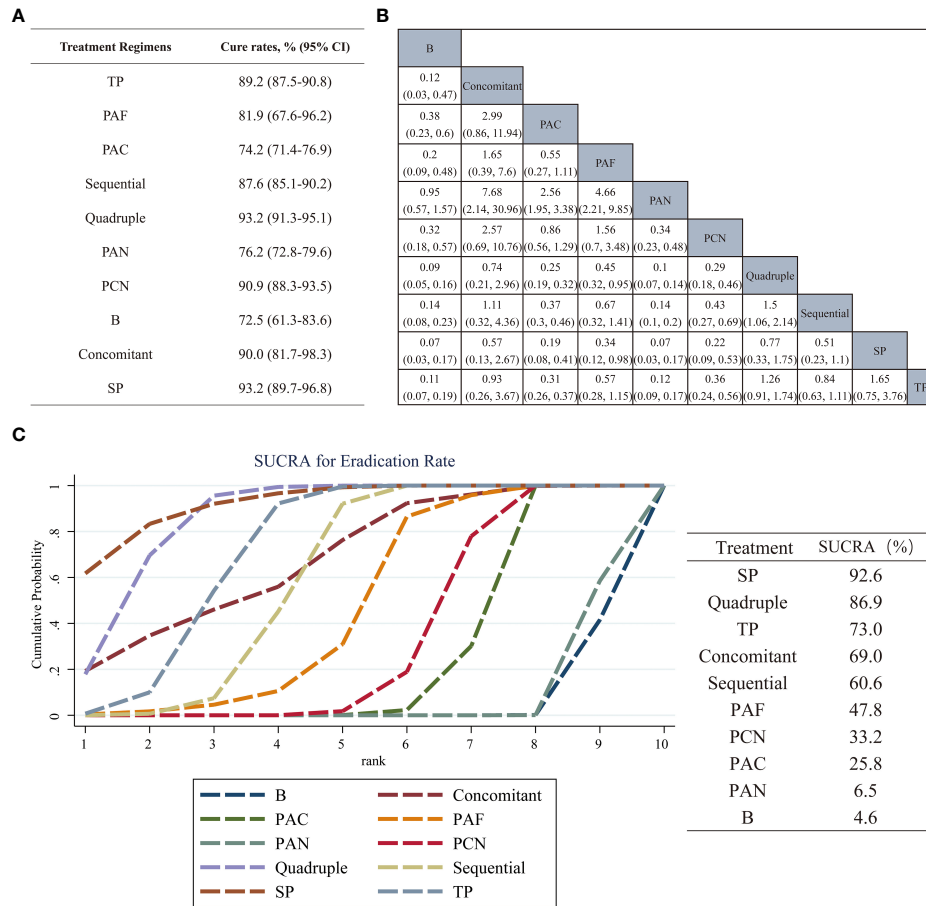 A
Treatment Regimens Cure rates, % (95% CI)
TP 89.2 (87.5-90.8)
PAF 81.9 (67.6-96.2)
PAC 74.2 (71.4-76.9)
Sequential 87.6 (85.1-90.2)
Quadruple 93.2 (91.3-95.1)
PAN 76.2 (72.8-79.6)
PCN 90.9 (88.3-93.5)
B 72.5 (61.3-83.6)
Concomitant 90.0 (81.7-98.3)
SP 93.2 (89.7-96.8)
B
B
0.12 Concomitant
(0.03, 0.47)
0.38 2.99 PAC
(0.23, 0.6) (0.86, 11.94)
0.2 1.65 0.55 PAF
(0.09, 0.48) (0.39, 7.6) (0.27, 1.11)
0.95 7.68 2.56 4.66 PAN
(0.57, 1.57) (2.14, 30.96) (1.95, 3.38) (2.21, 9.85)
0.32 2.57 0.86 1.56 0.34 PCN
(0.18, 0.57) (0.69, 10.76) (0.56, 1.29) (0.7, 3.48) (0.23, 0.48)
0.09 0.74 0.25 0.45 0.1 0.29 Quadruple
(0.05, 0.16) (0.21, 2.96) (0.19, 0.32) (0.32, 0.95) (0.07, 0.14) (0.18, 0.46)
0.14 1.11 0.37 0.67 0.14 0.43 1.5 Sequential
(0.08, 0.23) (0.32, 4.36) (0.3, 0.46) (0.32, 1.41) (0.1, 0.2) (0.27, 0.69) (1.06, 2.14)
0.07 0.57 0.19 0.34 0.07 0.22 0.77 0.51 SP
(0.03, 0.17) (0.13, 2.67) (0.08, 0.41) (0.12, 0.98) (0.03, 0.17) (0.09, 0.53) (0.33, 1.75) (0.23, 1.1)
0.11 0.93 0.31 0.57 0.12 0.36 1.26 0.84 1.65 TP
(0.07, 0.19) (0.26, 3.67) (0.26, 0.37) (0.28, 1.15) (0.09, 0.17) (0.24, 0.56) (0.91, 1.74) (0.63, 1.11) (0.75, 3.76)
C
SUCRA for Eradication Rate
Cumulative Probability
1
.8
.6
.4
.2
0
1 2 3 4 5 6 7 8 9 10
rank
B Concomitant
PAC PAF
PAN PCN
Quadruple Sequential
SP TP
Treatment SUCRA (%)
SP 92.6
Quadruple 86.9
TP 73.0
Concomitant 69.0
Sequential 60.6
PAF 47.8
PCN 33.2
PAC 25.8
PAN 6.5
B 4.6